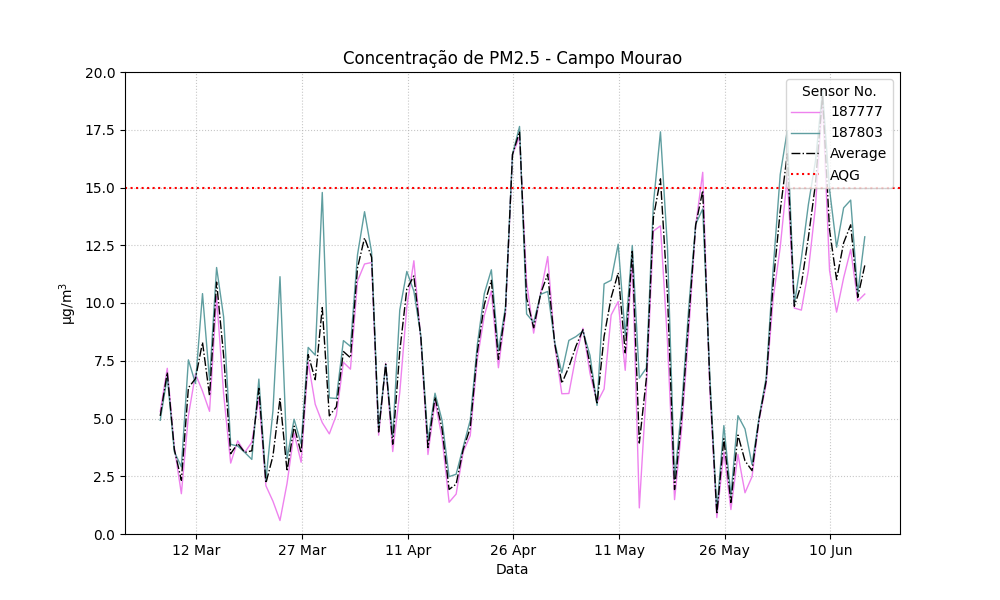 Concentração de PM2.5 - Campo Mourao
20.0
17.5
15.0
12.5
10.0
7.5
5.0
2.5
0.0
μg/m³
Sensor No.
187777
187803
Average
AQG
12 Mar
27 Mar
11 Apr
26 Apr
11 May
26 May
10 Jun
Data